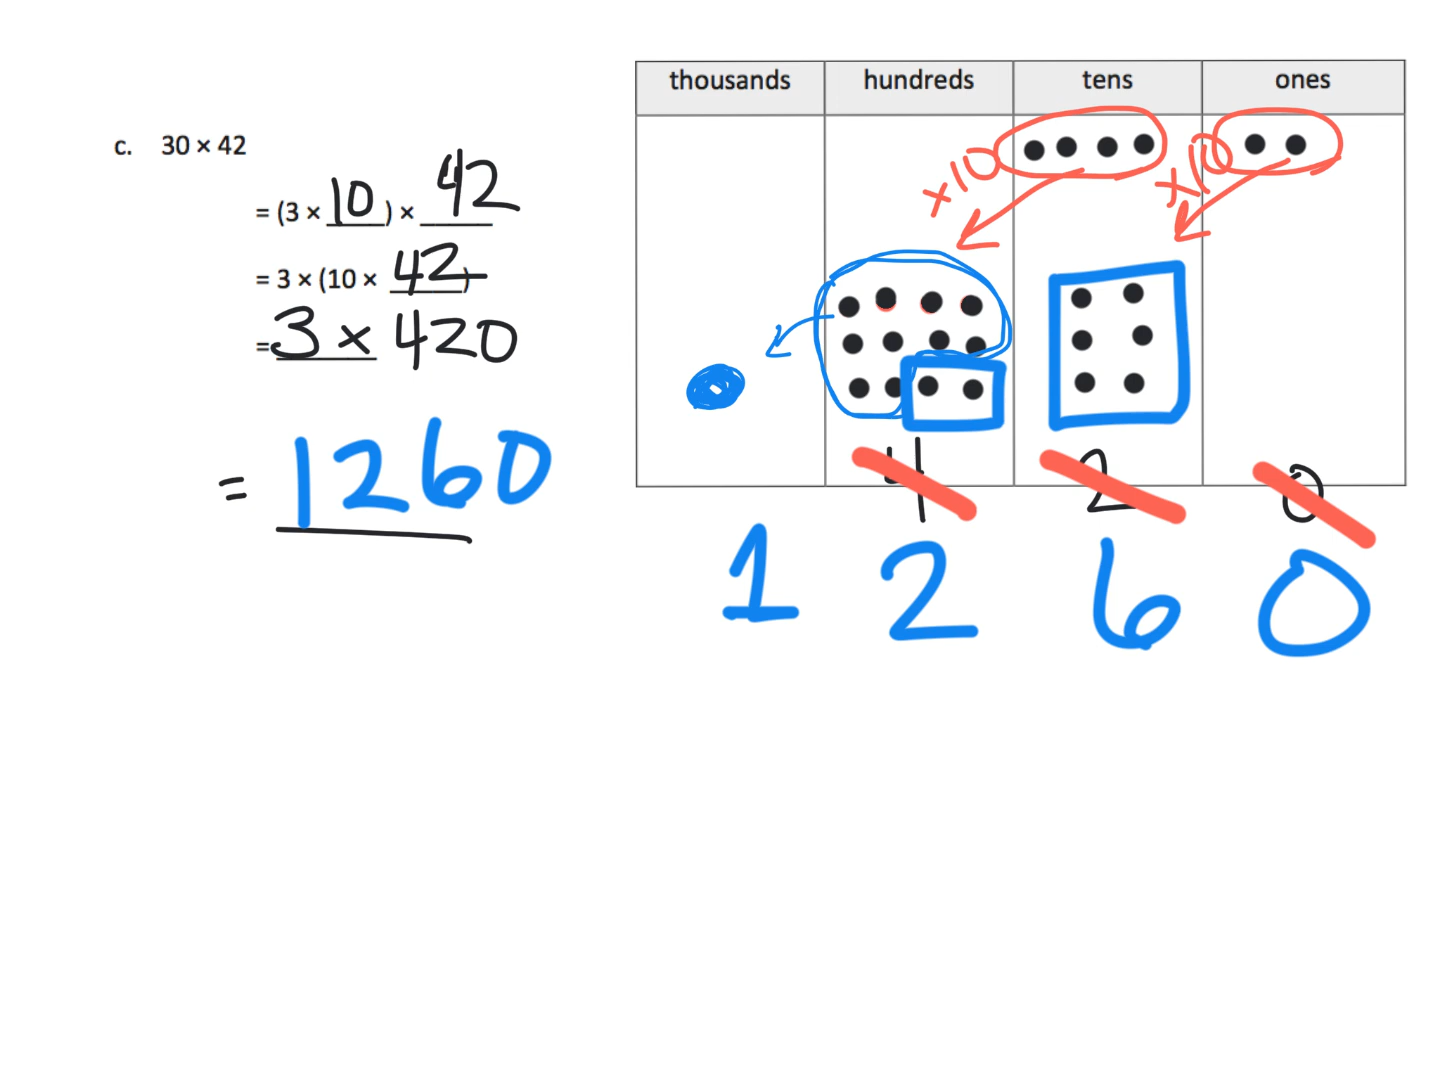 thousands hundreds tens ones
c. 30 × 42
= (3 × 10) × 42
= 3 × (10 × 42)
= 3 × 420
= 1260
×10 ×10
4 2 0
1 2 6 0